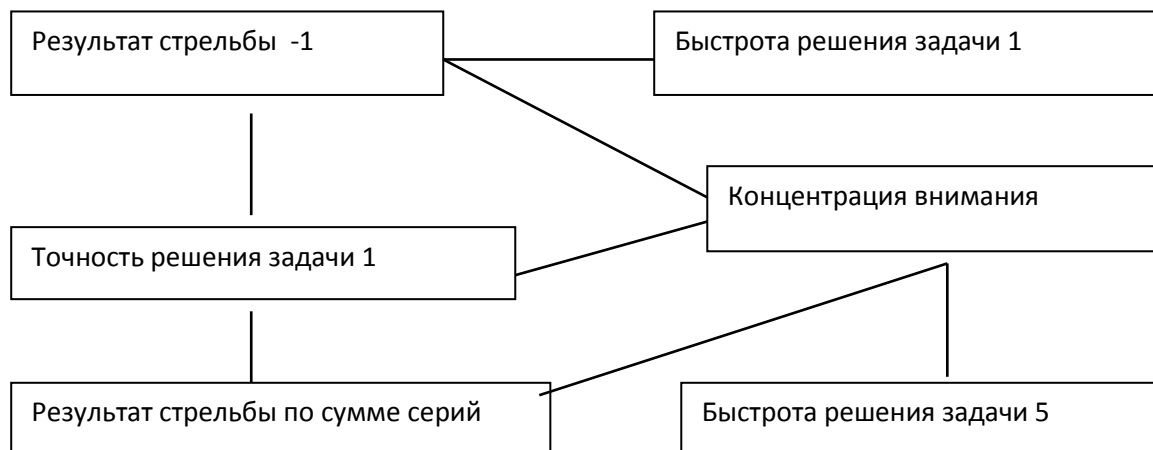 Результат стрельбы -1
Быстрота решения задачи 1
Концентрация внимания
Точность решения задачи 1
Результат стрельбы по сумме серий
Быстрота решения задачи 5